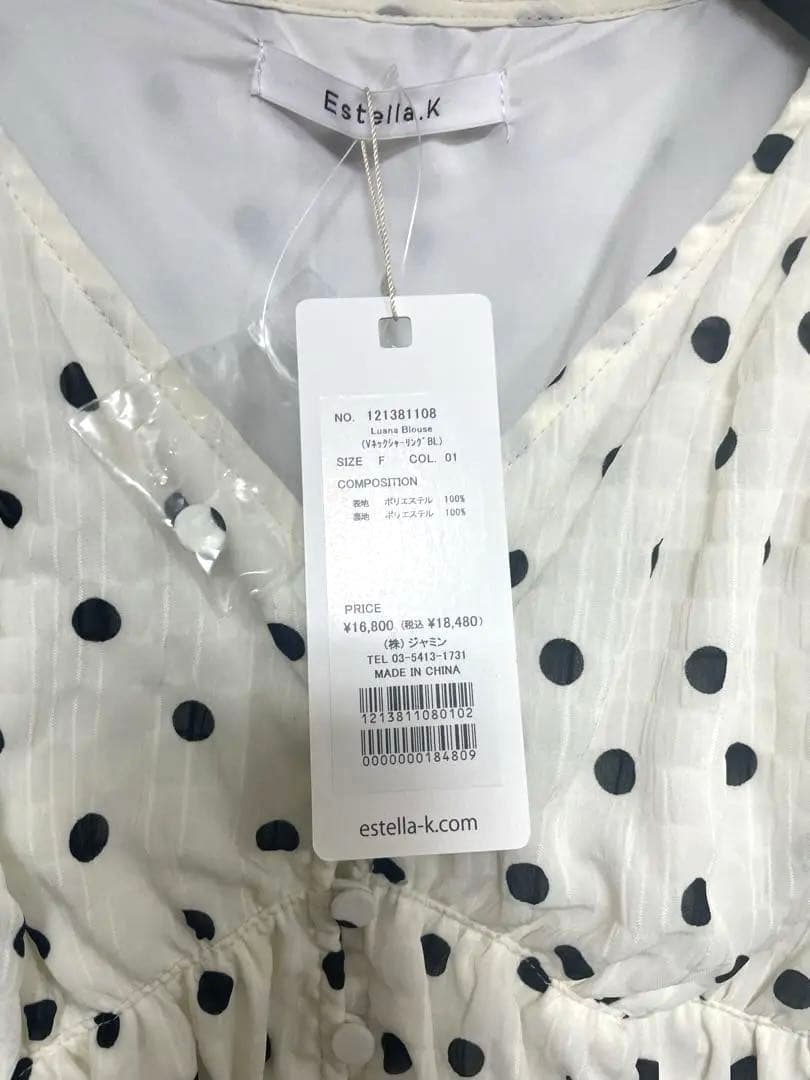 Estella.K
NO. 121381108
Luana Blouse
(Vネックシャーリング゙BL)
SIZE F COL. 01
COMPOSITION
表地 ポリエステル 100%
裏地 ポリエステル 100%
PRICE
¥16,800 (税込 ¥18,480)
(株) ジャミン
TEL 03-5413-1731
MADE IN CHINA
1213811080102
0000000184809
estella-k.com